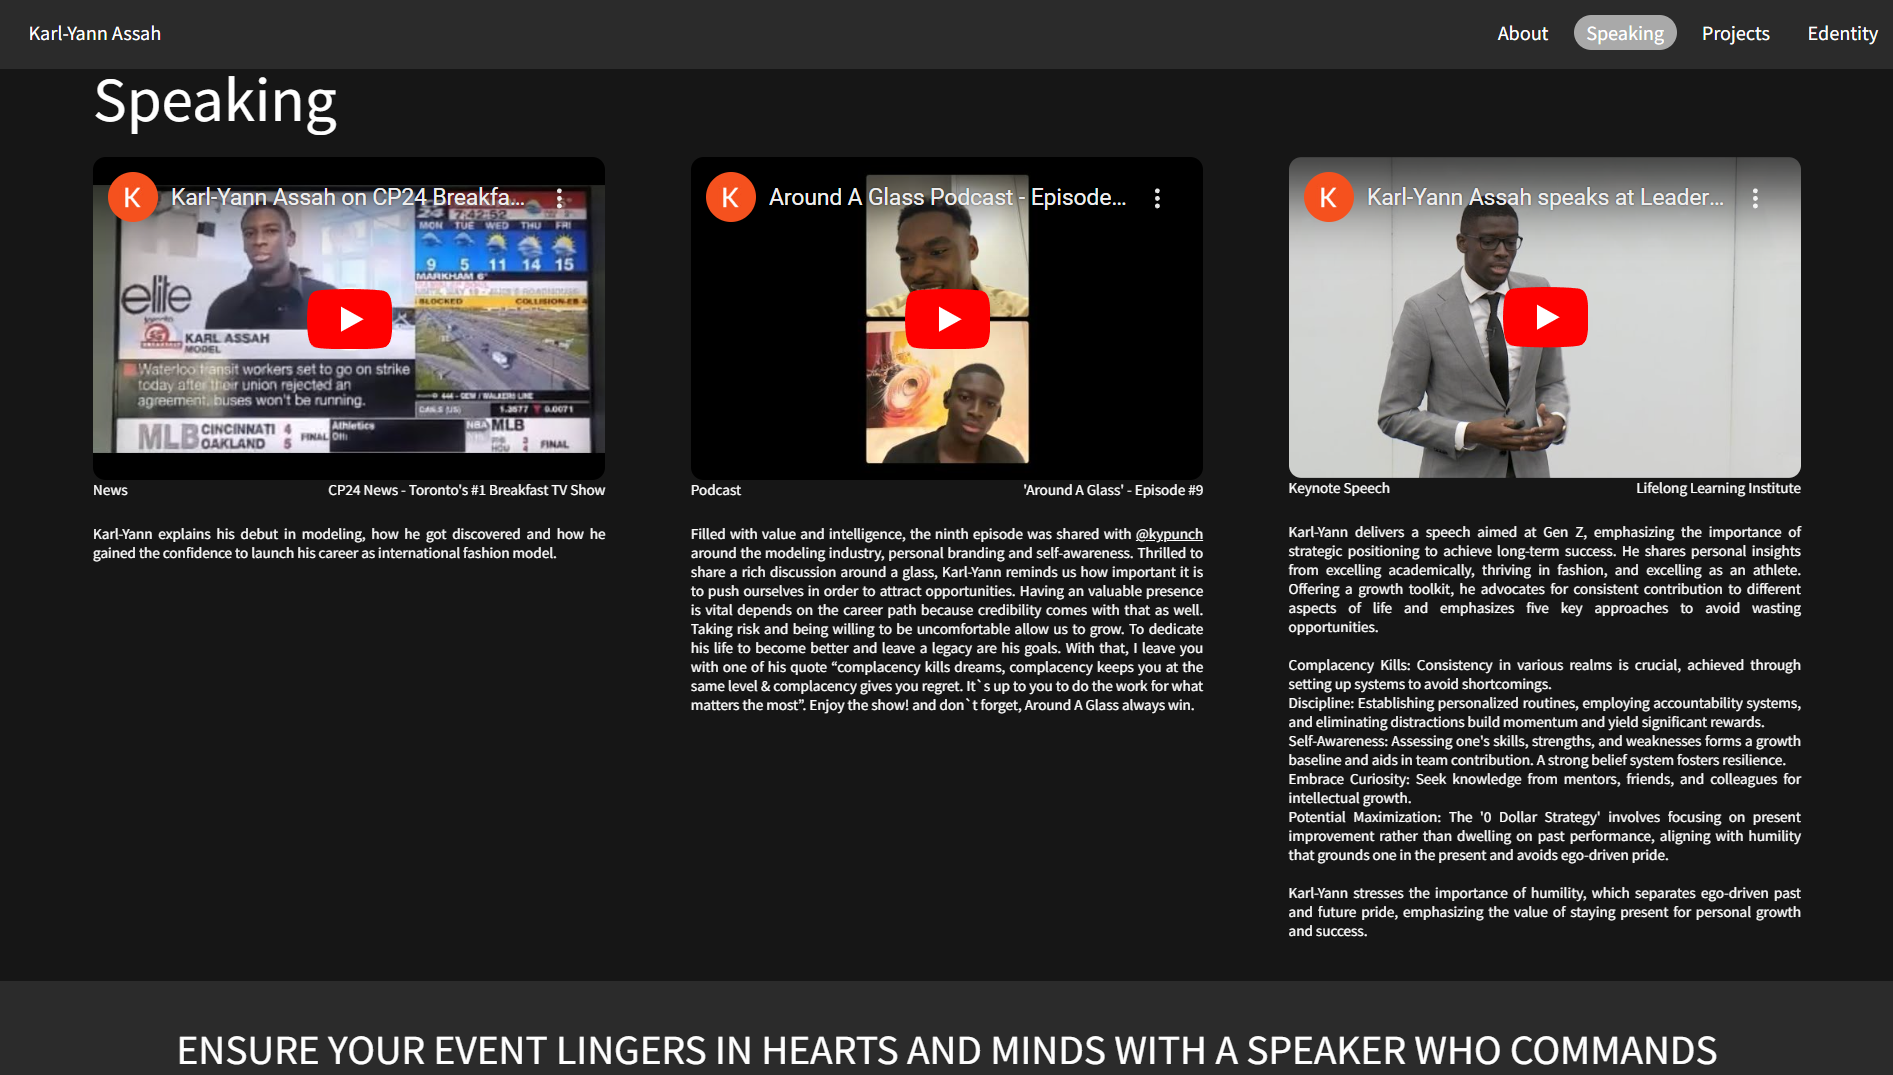 Karl-Yann Assah
About
Speaking
Projects
Edentity
Speaking
K
Karl-Yann Assah on CP24 Breakfa...
7:42:52
MON TUE WED THU FRI
9 5 11 14 15
MARKHAM 6°
BLOCKED
COLLISION-EB 4
elite
KARL ASSAH
MODEL
Waterloo transit workers set to go on strike
today after their union rejected an
agreement, buses won't be running.
1.3577 0.0071
MLB
CINCINNATI 4
OAKLAND 5
FINAL
Athletics
NBA
MLB
FINAL
News
CP24 News - Toronto's #1 Breakfast TV Show
Karl-Yann explains his debut in modeling, how he got discovered and how he
gained the confidence to launch his career as international fashion model.
K
Around A Glass Podcast - Episode...
Podcast
'Around A Glass' - Episode #9
Filled with value and intelligence, the ninth episode was shared with @kypunch
around the modeling industry, personal branding and self-awareness. Thrilled to
share a rich discussion around a glass, Karl-Yann reminds us how important it is
to push ourselves in order to attract opportunities. Having an valuable presence
is vital depends on the career path because credibility comes with that as well.
Taking risk and being willing to be uncomfortable allow us to grow. To dedicate
his life to become better and leave a legacy are his goals. With that, I leave you
with one of his quote “complacency kills dreams, complacency keeps you at the
same level & complacency gives you regret. It`s up to you to do the work for what
matters the most”. Enjoy the show! and don`t forget, Around A Glass always win.
K
Karl-Yann Assah speaks at Leader...
Keynote Speech
Lifelong Learning Institute
Karl-Yann delivers a speech aimed at Gen Z, emphasizing the importance of
strategic positioning to achieve long-term success. He shares personal insights
from excelling academically, thriving in fashion, and excelling as an athlete.
Offering a growth toolkit, he advocates for consistent contribution to different
aspects of life and emphasizes five key approaches to avoid wasting
opportunities.
Complacency Kills: Consistency in various realms is crucial, achieved through
setting up systems to avoid shortcomings.
Discipline: Establishing personalized routines, employing accountability systems,
and eliminating distractions build momentum and yield significant rewards.
Self-Awareness: Assessing one's skills, strengths, and weaknesses forms a growth
baseline and aids in team contribution. A strong belief system fosters resilience.
Embrace Curiosity: Seek knowledge from mentors, friends, and colleagues for
intellectual growth.
Potential Maximization: The '0 Dollar Strategy' involves focusing on present
improvement rather than dwelling on past performance, aligning with humility
that grounds one in the present and avoids ego-driven pride.
Karl-Yann stresses the importance of humility, which separates ego-driven past
and future pride, emphasizing the value of staying present for personal growth
and success.
ENSURE YOUR EVENT LINGERS IN HEARTS AND MINDS WITH A SPEAKER WHO COMMANDS